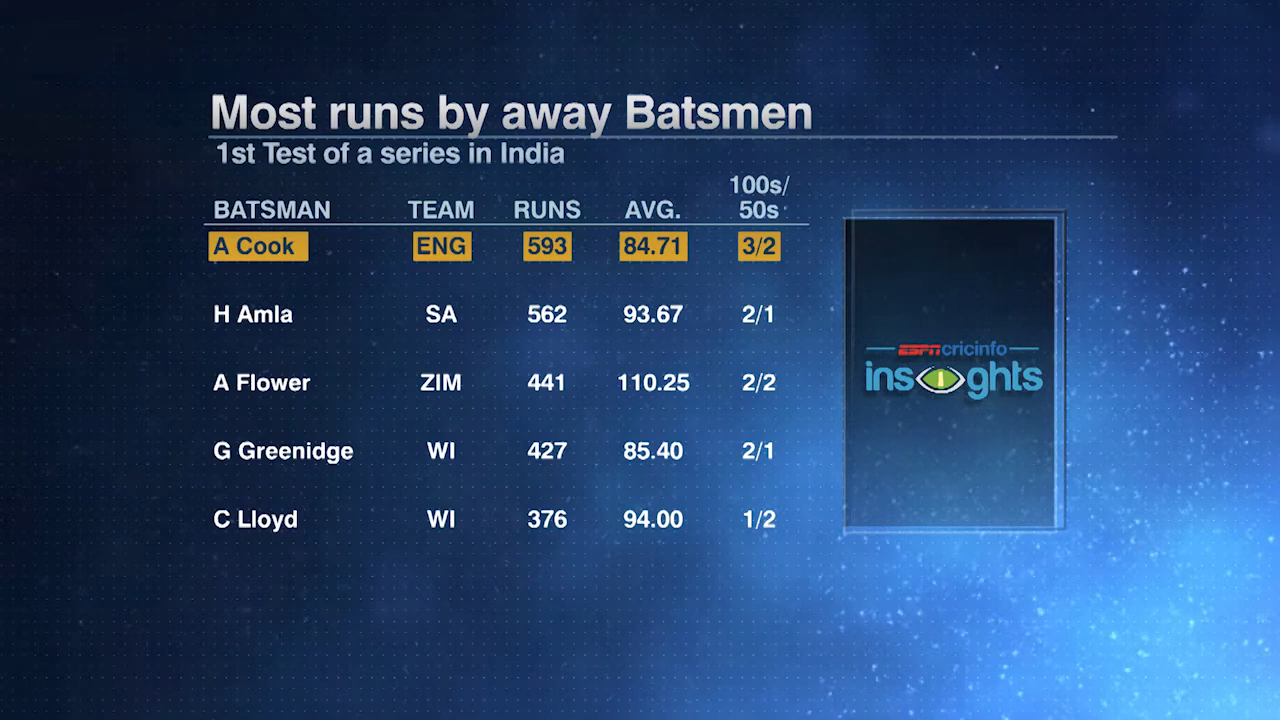 Most runs by away Batsmen
1st Test of a series in India
BATSMAN TEAM RUNS AVG. 100s/ 50s
A Cook ENG 593 84.71 3/2
H Amla SA 562 93.67 2/1
A Flower ZIM 441 110.25 2/2
G Greenidge WI 427 85.40 2/1
C Lloyd WI 376 94.00 1/2
ESPN cricinfo
insights